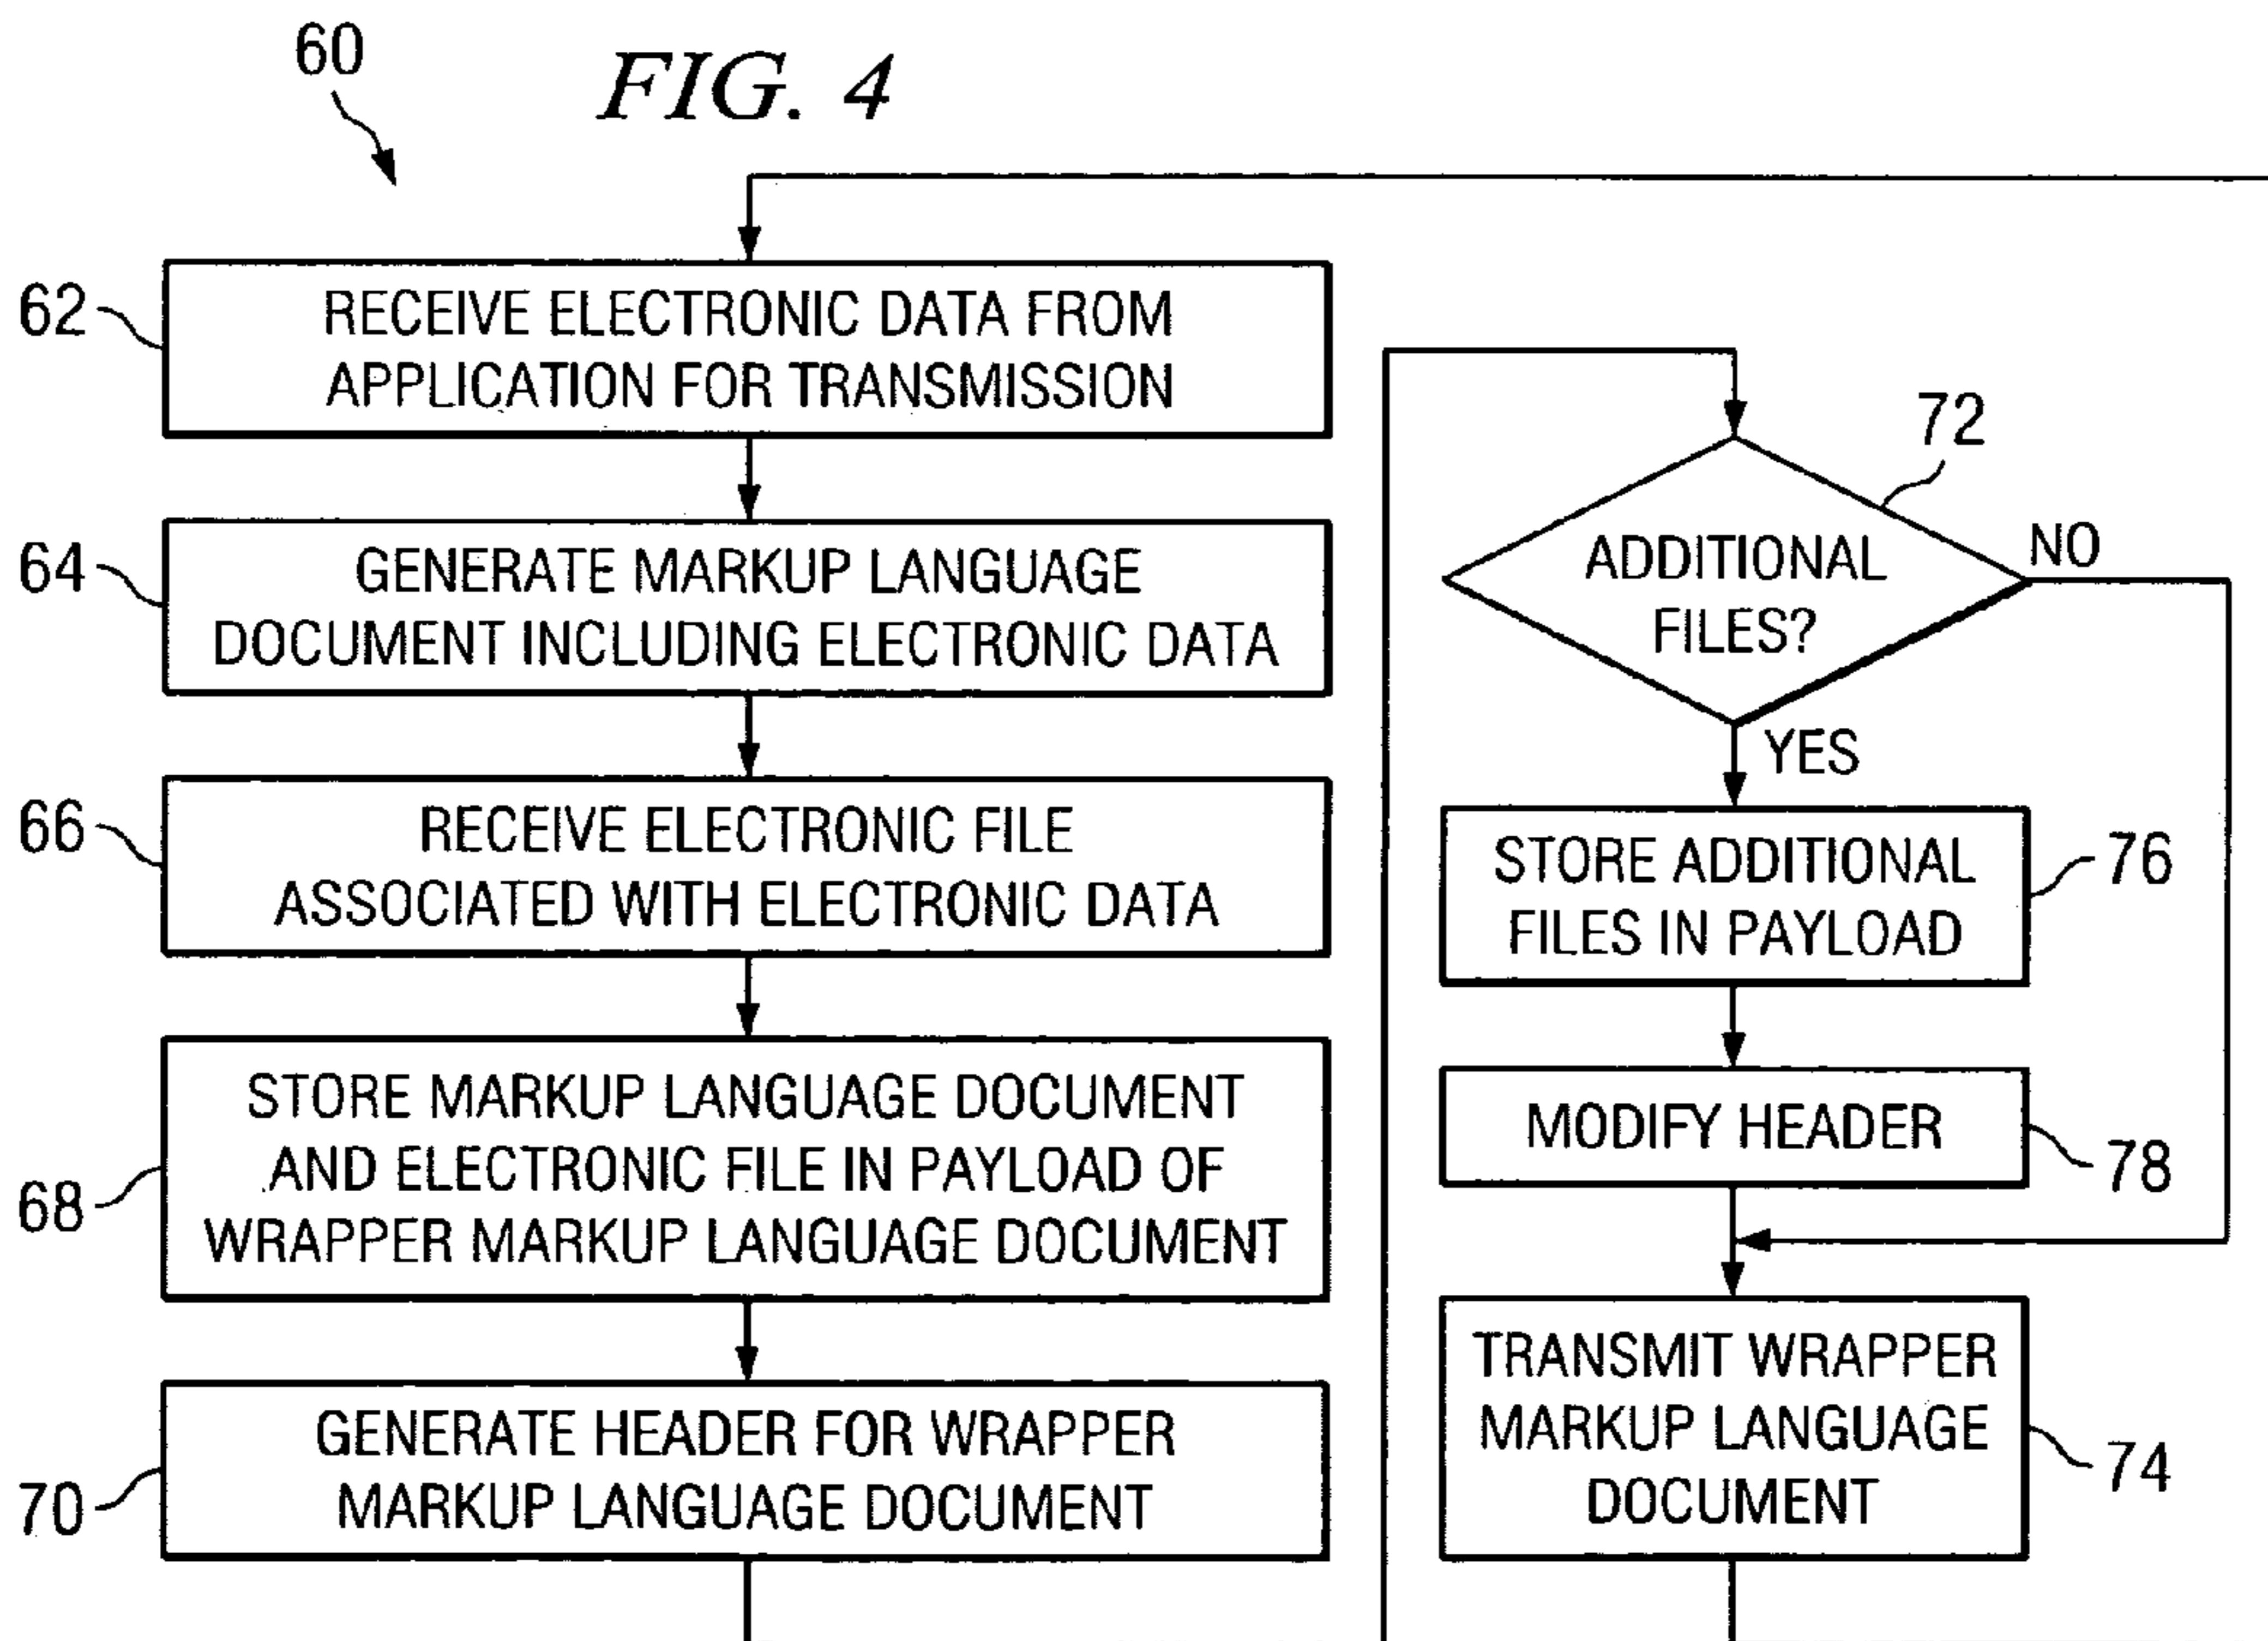 60
FIG. 4
62
RECEIVE ELECTRONIC DATA FROM
APPLICATION FOR TRANSMISSION
64
GENERATE MARKUP LANGUAGE
DOCUMENT INCLUDING ELECTRONIC DATA
66
RECEIVE ELECTRONIC FILE
ASSOCIATED WITH ELECTRONIC DATA
68
STORE MARKUP LANGUAGE DOCUMENT
AND ELECTRONIC FILE IN PAYLOAD OF
WRAPPER MARKUP LANGUAGE DOCUMENT
70
GENERATE HEADER FOR WRAPPER
MARKUP LANGUAGE DOCUMENT
72
ADDITIONAL
FILES?
NO
YES
STORE ADDITIONAL
FILES IN PAYLOAD
76
MODIFY HEADER
78
TRANSMIT WRAPPER
MARKUP LANGUAGE
DOCUMENT
74